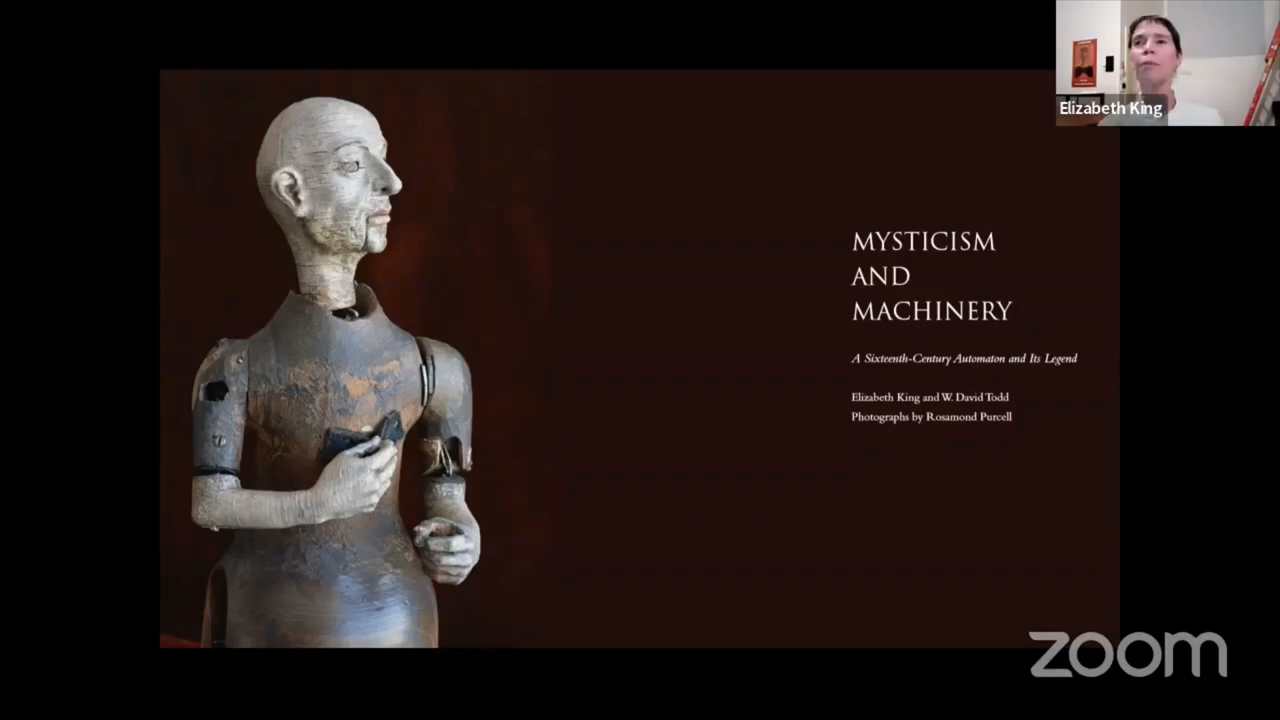 Elizabeth King
MYSTICISM
AND
MACHINERY
A Sixteenth-Century Automaton and Its Legend
Elizabeth King and W. David Todd
Photographs by Rosamond Purcell
zoom